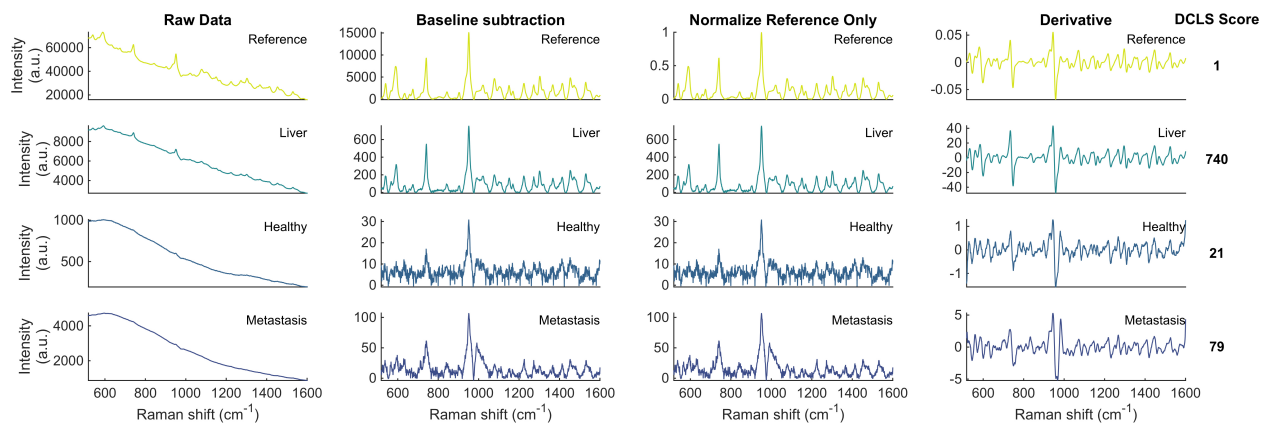 Raw Data Baseline subtraction Normalize Reference Only Derivative DCLS Score
Intensity (a.u.) 60000 40000 20000 Reference 15000 10000 5000 0 Reference 1 0.5 0 Reference 0.05 0 -0.05 Reference 1
Intensity (a.u.) 8000 6000 4000 Liver 600 400 200 0 Liver 600 400 200 0 Liver 40 20 0 -20 -40 Liver 740
Intensity (a.u.) 1000 500 Healthy 30 20 10 0 Healthy 30 20 10 0 Healthy 1 0 -1 Healthy 21
Intensity (a.u.) 4000 2000 Metastasis 100 50 0 Metastasis 100 50 0 Metastasis 5 0 -5 Metastasis 79
600 800 1000 1200 1400 1600 600 800 1000 1200 1400 1600 600 800 1000 1200 1400 1600 600 800 1000 1200 1400 1600
Raman shift (cm⁻¹) Raman shift (cm⁻¹) Raman shift (cm⁻¹) Raman shift (cm⁻¹)